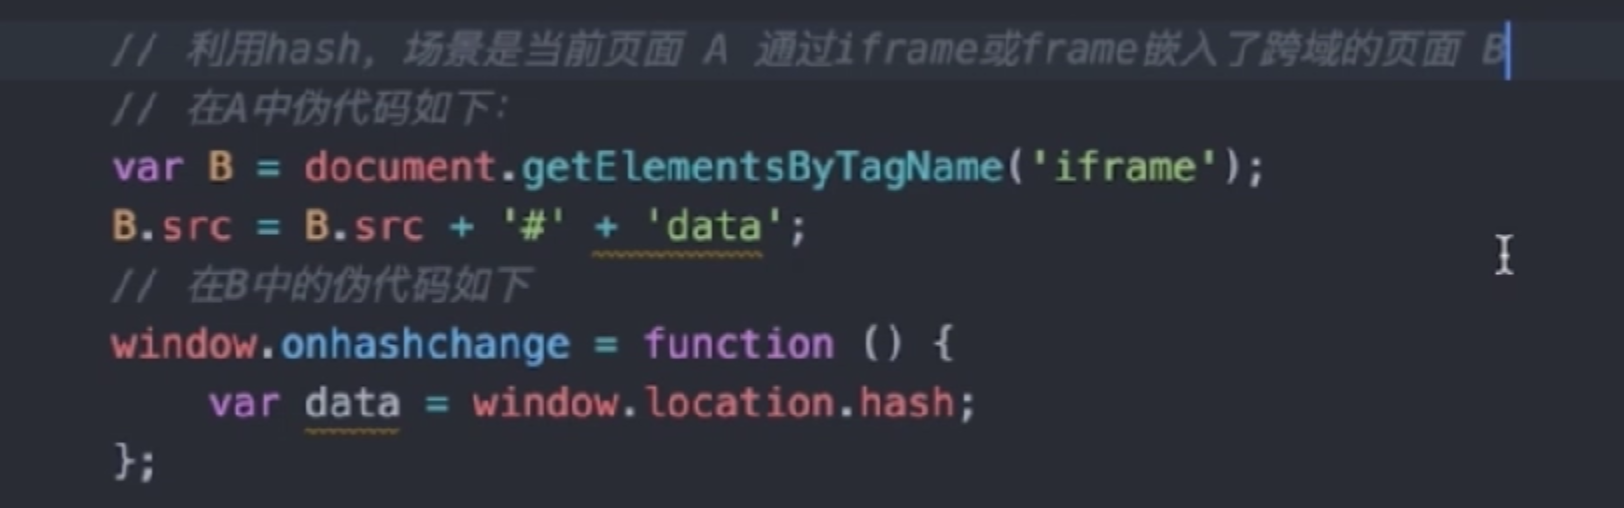 // 利用hash，场景是当前页面 A 通过iframe或frame嵌入了跨域的页面 B
// 在A中伪代码如下：
var B = document.getElementsByTagName('iframe');
B.src = B.src + '#' + 'data';
// 在B中的伪代码如下
window.onhashchange = function () {
    var data = window.location.hash;
};